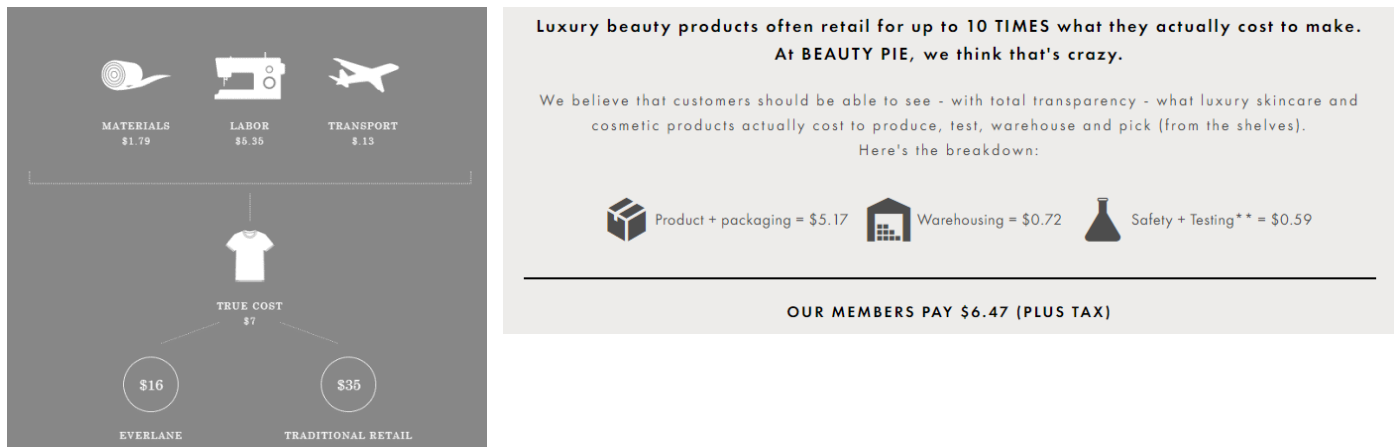 MATERIALS
$1.79
LABOR
$5.35
TRANSPORT
$.13
TRUE COST
$7
$16
EVERLANE
$35
TRADITIONAL RETAIL
Luxury beauty products often retail for up to 10 TIMES what they actually cost to make.
At BEAUTY PIE, we think that's crazy.
We believe that customers should be able to see - with total transparency - what luxury skincare and
cosmetic products actually cost to produce, test, warehouse and pick (from the shelves).
Here's the breakdown:
Product + packaging = $5.17
Warehousing = $0.72
Safety + Testing** = $0.59
OUR MEMBERS PAY $6.47 (PLUS TAX)